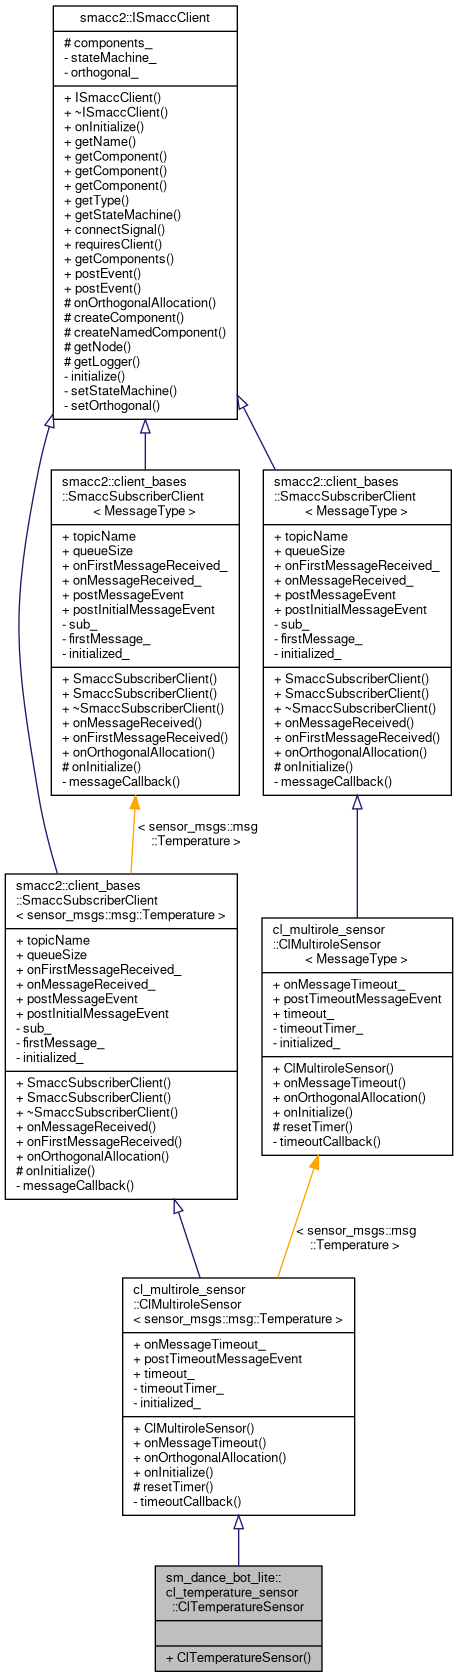 smacc2::ISmaccClient
# components_
- stateMachine_
- orthogonal_
+ ISmaccClient()
+ ~ISmaccClient()
+ onInitialize()
+ getName()
+ getComponent()
+ getComponent()
+ getComponent()
+ getType()
+ getStateMachine()
+ connectSignal()
+ requiresClient()
+ getComponents()
+ postEvent()
+ postEvent()
# onOrthogonalAllocation()
# createComponent()
# createNamedComponent()
# getNode()
# getLogger()
- initialize()
- setStateMachine()
- setOrthogonal()
smacc2::client_bases
::SmaccSubscriberClient
< MessageType >
+ topicName
+ queueSize
+ onFirstMessageReceived_
+ onMessageReceived_
+ postMessageEvent
+ postInitialMessageEvent
- sub_
- firstMessage_
- initialized_
+ SmaccSubscriberClient()
+ SmaccSubscriberClient()
+ ~SmaccSubscriberClient()
+ onMessageReceived()
+ onFirstMessageReceived()
+ onOrthogonalAllocation()
# onInitialize()
- messageCallback()
smacc2::client_bases
::SmaccSubscriberClient
< MessageType >
+ topicName
+ queueSize
+ onFirstMessageReceived_
+ onMessageReceived_
+ postMessageEvent
+ postInitialMessageEvent
- sub_
- firstMessage_
- initialized_
+ SmaccSubscriberClient()
+ SmaccSubscriberClient()
+ ~SmaccSubscriberClient()
+ onMessageReceived()
+ onFirstMessageReceived()
+ onOrthogonalAllocation()
# onInitialize()
- messageCallback()
< sensor_msgs::msg
::Temperature >
smacc2::client_bases
::SmaccSubscriberClient
< sensor_msgs::msg::Temperature >
+ topicName
+ queueSize
+ onFirstMessageReceived_
+ onMessageReceived_
+ postMessageEvent
+ postInitialMessageEvent
- sub_
- firstMessage_
- initialized_
+ SmaccSubscriberClient()
+ SmaccSubscriberClient()
+ ~SmaccSubscriberClient()
+ onMessageReceived()
+ onFirstMessageReceived()
+ onOrthogonalAllocation()
# onInitialize()
- messageCallback()
cl_multirole_sensor
::ClMultiroleSensor
< MessageType >
+ onMessageTimeout_
+ postTimeoutMessageEvent
+ timeout_
- timeoutTimer_
- initialized_
+ ClMultiroleSensor()
+ onMessageTimeout()
+ onOrthogonalAllocation()
+ onInitialize()
# resetTimer()
- timeoutCallback()
< sensor_msgs::msg
::Temperature >
cl_multirole_sensor
::ClMultiroleSensor
< sensor_msgs::msg::Temperature >
+ onMessageTimeout_
+ postTimeoutMessageEvent
+ timeout_
- timeoutTimer_
- initialized_
+ ClMultiroleSensor()
+ onMessageTimeout()
+ onOrthogonalAllocation()
+ onInitialize()
# resetTimer()
- timeoutCallback()
sm_dance_bot_lite::
cl_temperature_sensor
::ClTemperatureSensor
+ ClTemperatureSensor()